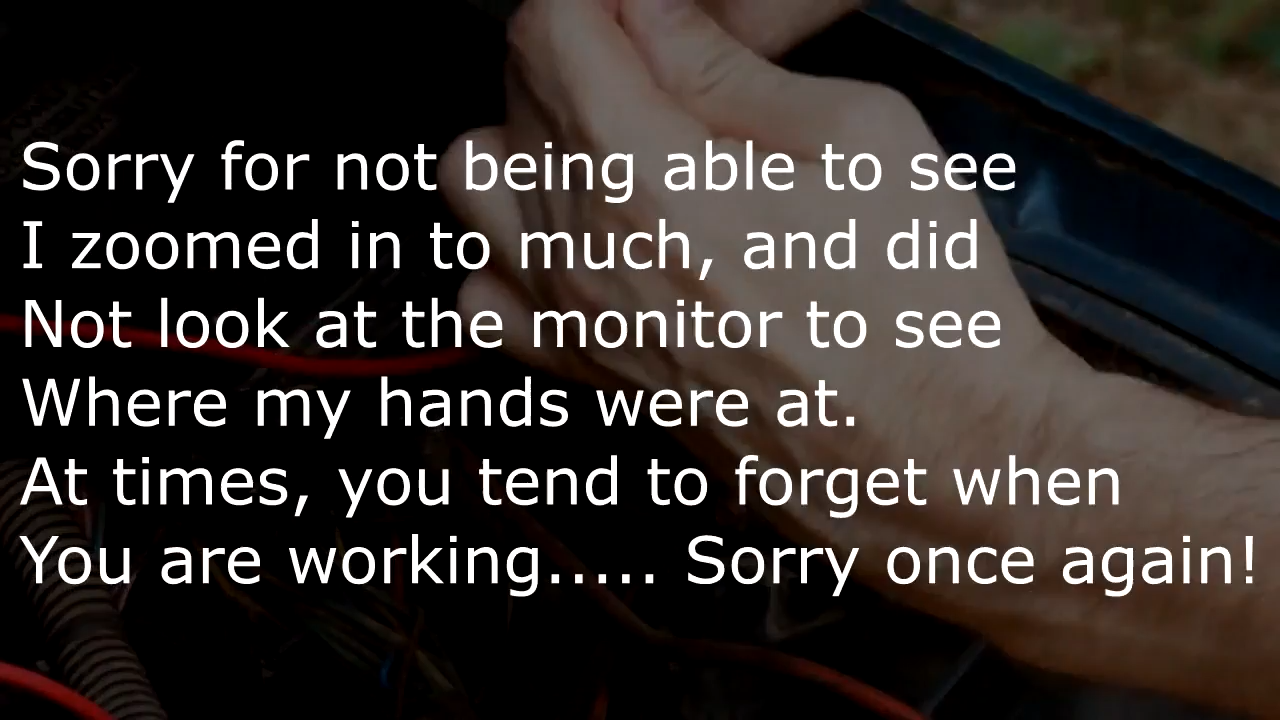 Sorry for not being able to see
I zoomed in to much, and did
Not look at the monitor to see
Where my hands were at.
At times, you tend to forget when
You are working..... Sorry once again!